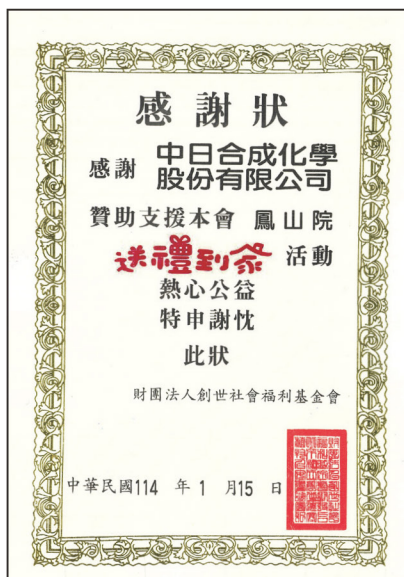 感謝狀
感謝 中日合成化學
股份有限公司
贊助支援本會 鳳山院
送禮到家 活動
熱心公益
特申謝忱
此狀
財團法人創世社會福利基金會
中華民國114 年 1 月15 日